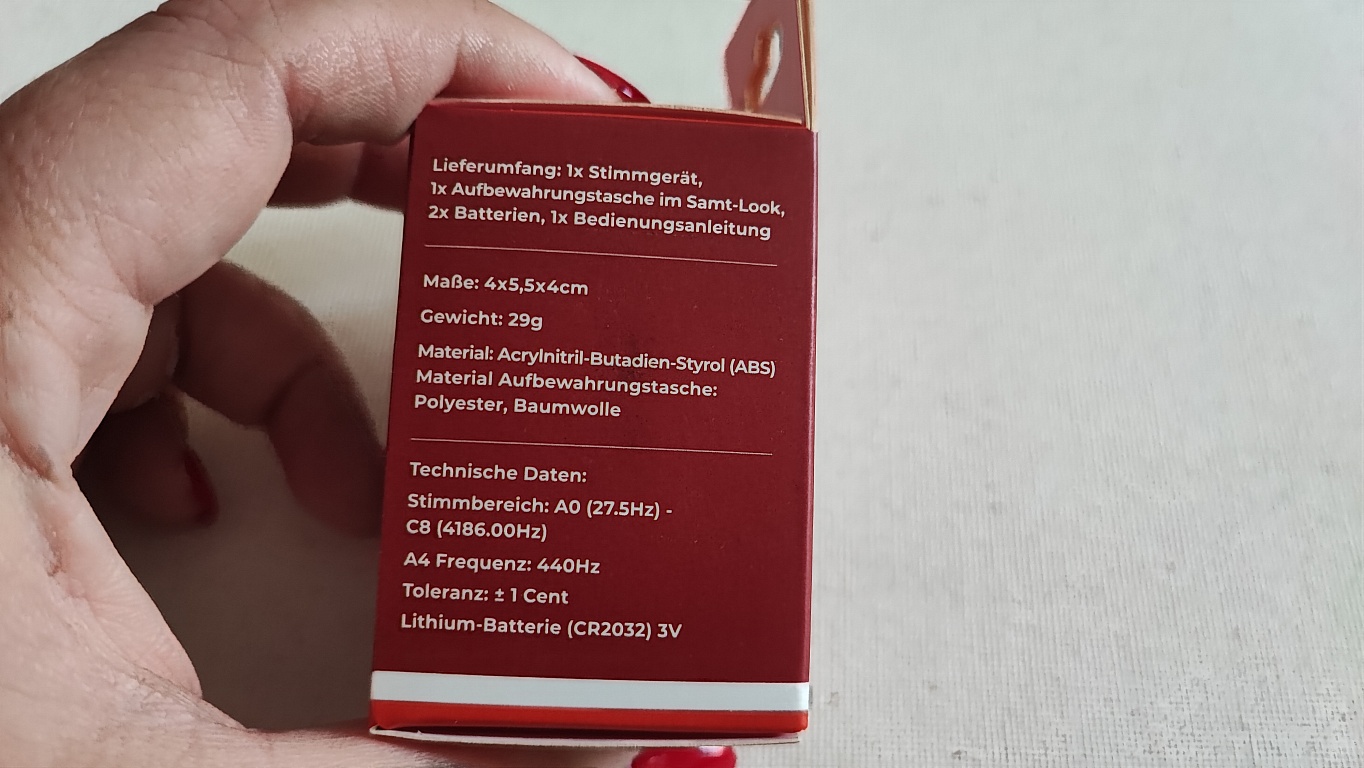 Lieferumfang: 1x Stimmgerät,
1x Aufbewahrungstasche im Samt-Look,
2x Batterien, 1x Bedienungsanleitung
Maße: 4x5,5x4cm
Gewicht: 29g
Material: Acrylnitril-Butadien-Styrol (ABS)
Material Aufbewahrungstasche:
Polyester, Baumwolle
Technische Daten:
Stimmbereich: A0 (27.5Hz) -
C8 (4186.00Hz)
A4 Frequenz: 440Hz
Toleranz: ± 1 Cent
Lithium-Batterie (CR2032) 3V